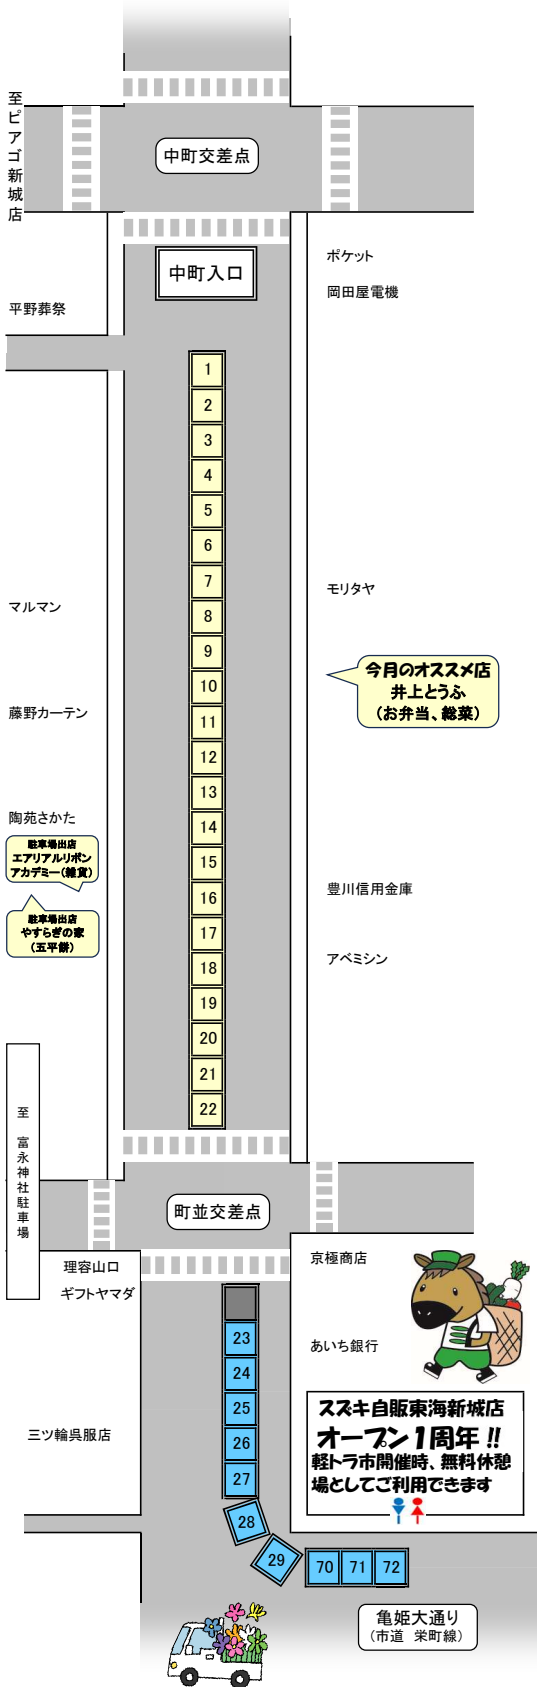 至ピアゴ新城店
中町交差点
中町入口
ポケット
岡田屋電機
平野葬祭
1
2
3
4
5
6
7
8
9
10
11
12
13
14
15
16
17
18
19
20
21
22
マルマン
モリタヤ
今月のオススメ店
井上とうふ
(お弁当、総菜)
藤野カーテン
陶苑さかた
駐車場出店
エアリアルリボン
アカデミー(雑貨)
駐車場出店
やすらぎの家
(五平餅)
豊川信用金庫
アベミシン
至 富永神社駐車場
町並交差点
理容山口
ギフトヤマダ
京極商店
あいち銀行
三ツ輪呉服店
23
24
25
26
27
28
29
70
71
72
スズキ自販東海新城店
オープン1周年!!
軽トラ市開催時、無料休憩
場としてご利用できます
亀姫大通り
(市道 栄町線)